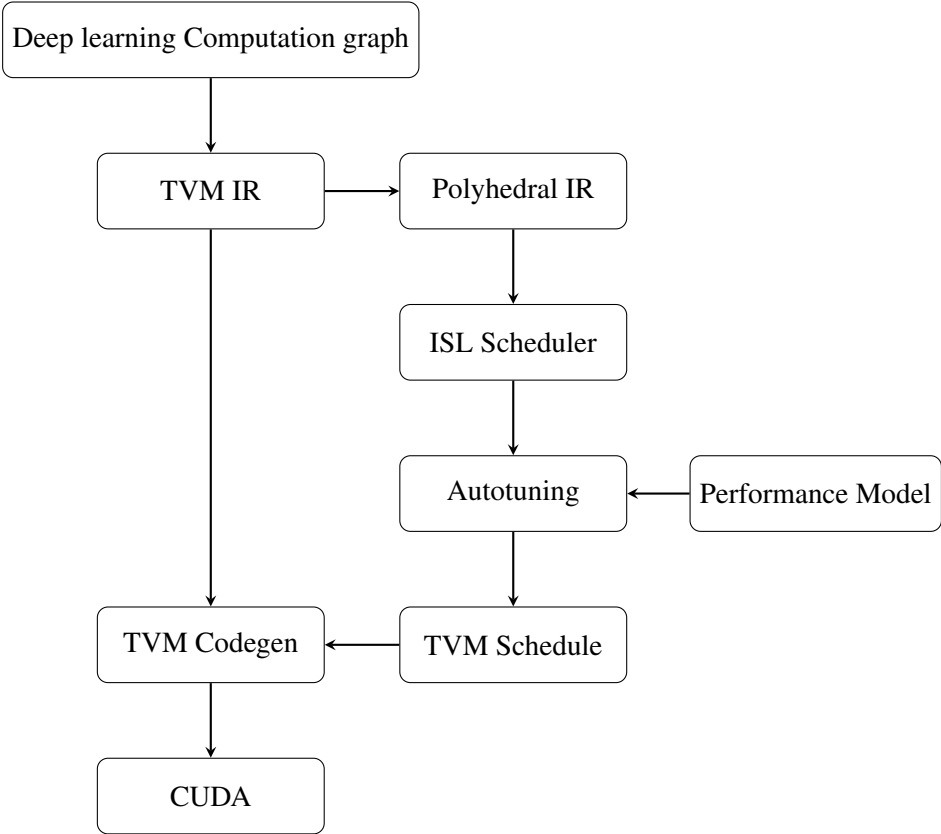 Deep learning Computation graph
TVM IR
Polyhedral IR
ISL Scheduler
Autotuning
Performance Model
TVM Codegen
TVM Schedule
CUDA